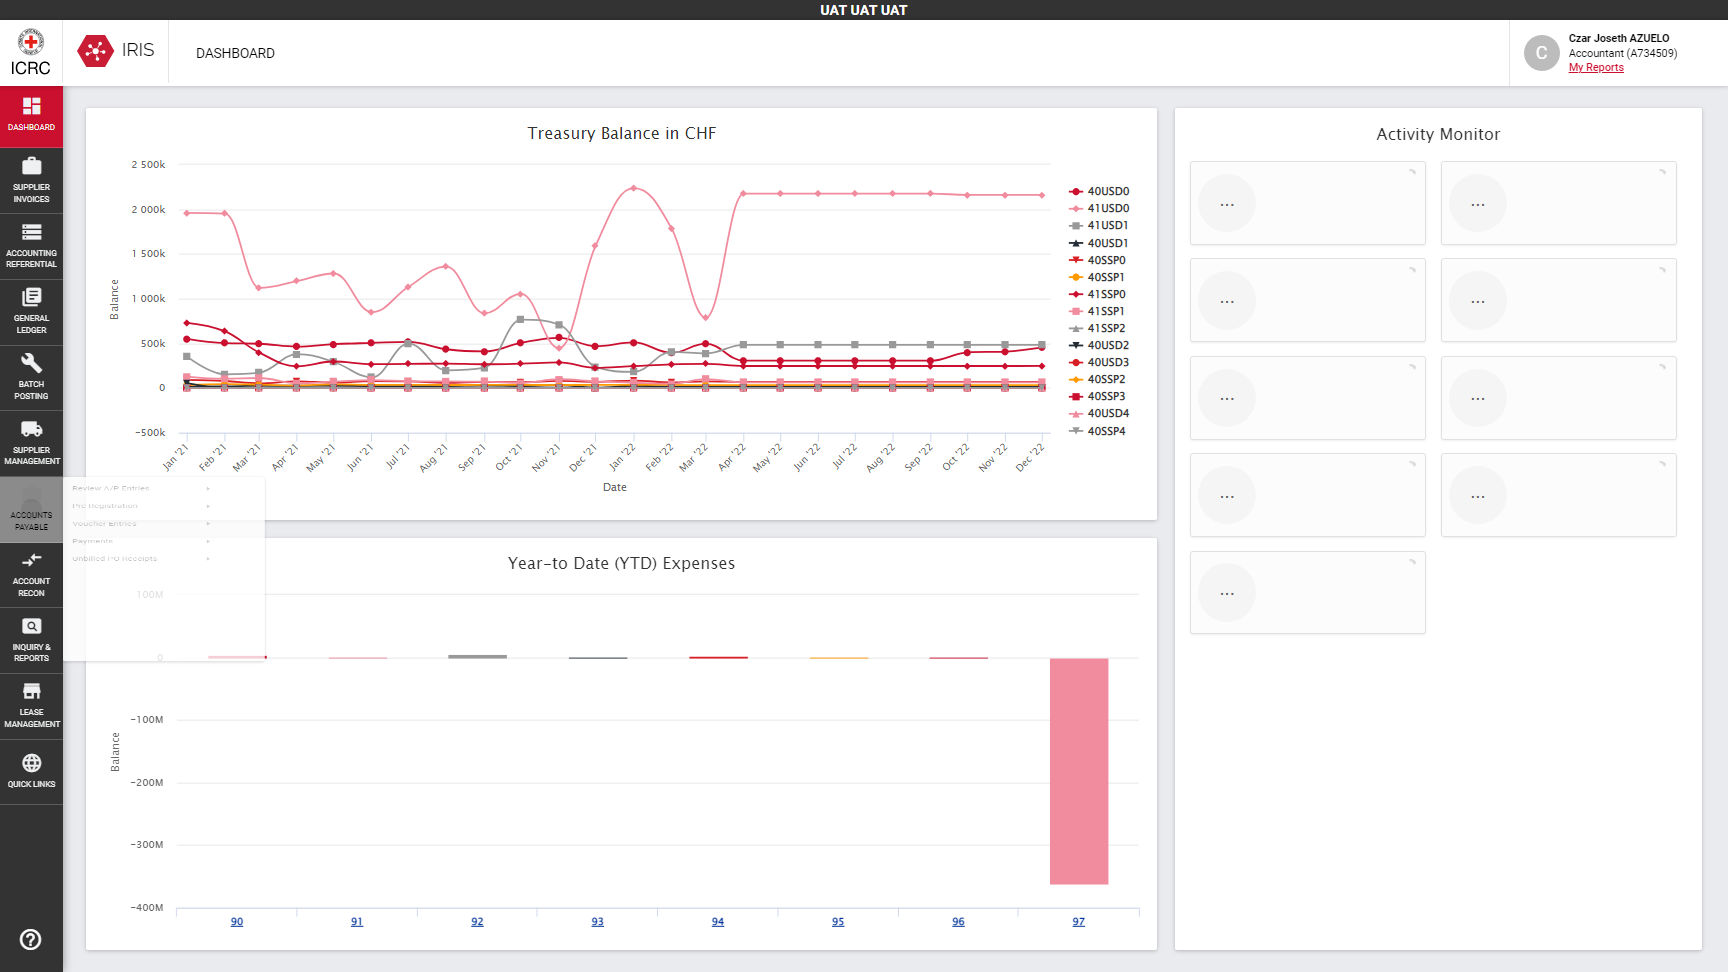 UAT UAT UAT
ICRC
IRIS
DASHBOARD
Czar Joseth AZUELO
Accountant (A734509)
My Reports
C
DASHBOARD
SUPPLIER
INVOICES
ACCOUNTING
REFERENTIAL
GENERAL
LEDGER
BATCH
POSTING
SUPPLIER
MANAGEMENT
ACCOUNTS
PAYABLE
ACCOUNT
RECON
INQUIRY &
REPORTS
LEASE
MANAGEMENT
QUICK LINKS
Review A/P Entries
Pre Registration
Voucher Entries
Payments
Unbilled PO Receipts
Treasury Balance in CHF
Balance
2 500k
2 000k
1 500k
1 000k
500k
0
-500k
Jan '21
Feb '21
Mar '21
Apr '21
May '21
Jun '21
Jul '21
Aug '21
Sep '21
Oct '21
Nov '21
Dec '21
Jan '22
Feb '22
Mar '22
Apr '22
May '22
Jun '22
Jul '22
Aug '22
Sep '22
Oct '22
Nov '22
Dec '22
Date
40USD0
41USD0
41USD1
40USD1
40SSP0
40SSP1
41SSP0
41SSP1
41SSP2
40USD2
40USD3
40SSP2
40SSP3
40USD4
40SSP4
Year-to Date (YTD) Expenses
Balance
100M
0
-100M
-200M
-300M
-400M
90
91
92
93
94
95
96
97
Activity Monitor
...
...
...
...
...
...
...
...
...